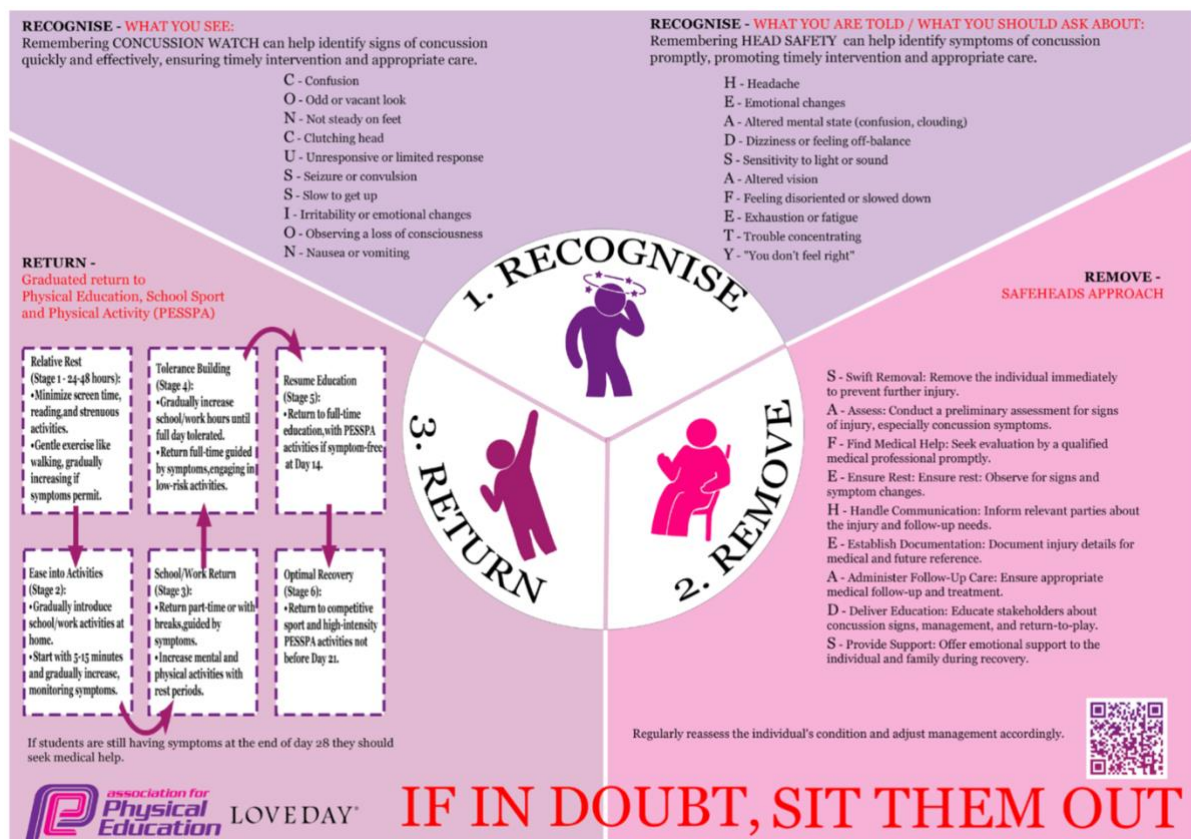 RECOGNISE - WHAT YOU SEE:
Remembering CONCUSSION WATCH can help identify signs of concussion
quickly and effectively, ensuring timely intervention and appropriate care.
C - Confusion
O - Odd or vacant look
N - Not steady on feet
C - Clutching head
U - Unresponsive or limited response
S - Seizure or convulsion
S - Slow to get up
I - Irritability or emotional changes
O - Observing a loss of consciousness
N - Nausea or vomiting
RECOGNISE - WHAT YOU ARE TOLD / WHAT YOU SHOULD ASK ABOUT:
Remembering HEAD SAFETY can help identify symptoms of concussion
promptly, promoting timely intervention and appropriate care.
H - Headache
E - Emotional changes
A - Altered mental state (confusion, clouding)
D - Dizziness or feeling off-balance
S - Sensitivity to light or sound
A - Altered vision
F - Feeling disoriented or slowed down
E - Exhaustion or fatigue
T - Trouble concentrating
Y - "You don't feel right"
1. RECOGNISE
2. REMOVE
3. RETURN
REMOVE -
SAFEHEADS APPROACH
S - Swift Removal: Remove the individual immediately
to prevent further injury.
A - Assess: Conduct a preliminary assessment for signs
of injury, especially concussion symptoms.
F - Find Medical Help: Seek evaluation by a qualified
medical professional promptly.
E - Ensure Rest: Ensure rest: Observe for signs and
symptom changes.
H - Handle Communication: Inform relevant parties about
the injury and follow-up needs.
E - Establish Documentation: Document injury details for
medical and future reference.
A - Administer Follow-Up Care: Ensure appropriate
medical follow-up and treatment.
D - Deliver Education: Educate stakeholders about
concussion signs, management, and return-to-play.
S - Provide Support: Offer emotional support to the
individual and family during recovery.
Regularly reassess the individual's condition and adjust management accordingly.
RETURN -
Graduated return to
Physical Education, School Sport
and Physical Activity (PESSPA)
Relative Rest
(Stage 1 - 24-48 hours):
•Minimize screen time,
reading,and strenuous
activities.
•Gentle exercise like
walking, gradually
increasing if
symptoms permit.
Ease into Activities
(Stage 2):
•Gradually introduce
school/work activities at
home.
•Start with 5-15 minutes
and gradually increase,
monitoring symptoms.
School/Work Return
(Stage 3):
•Return part-time or with
breaks,guided by
symptoms.
•Increase mental and
physical activities with
rest periods.
Tolerance Building
(Stage 4):
•Gradually increase
school/work hours until
full day tolerated.
•Return full-time guided
by symptoms,engaging in
low-risk activities.
Resume Education
(Stage 5):
•Return to full-time
education,with PESSPA
activities if symptom-free
at Day 14.
Optimal Recovery
(Stage 6):
•Return to competitive
sport and high-intensity
PESSPA activities not
before Day 21.
If students are still having symptoms at the end of day 28 they should
seek medical help.
association for
Physical
Education
LOVEDAY®
IF IN DOUBT, SIT THEM OUT